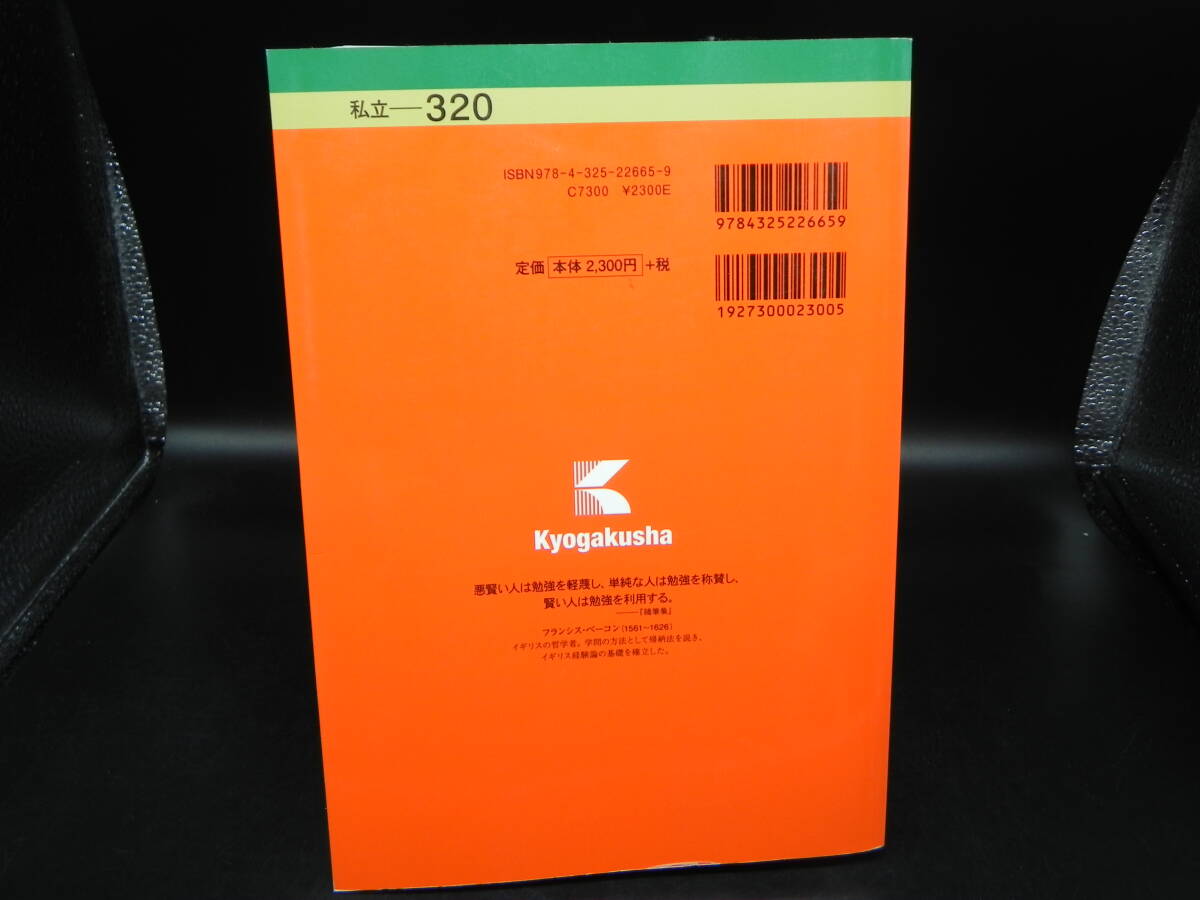 私立──320
ISBN978-4-325-22665-9
C7300 ¥2300E
9784325226659
定価 本体 2,300円 +税
1927300023005
Kyogakusha
悪賢い人は勉強を軽蔑し、単純な人は勉強を称賛し、
賢い人は勉強を利用する。
──『随筆集』
フランシス・ベーコン(1561～1626)
イギリスの哲学者。学問の方法として帰納法を説き、
イギリス経験論の基礎を確立した。